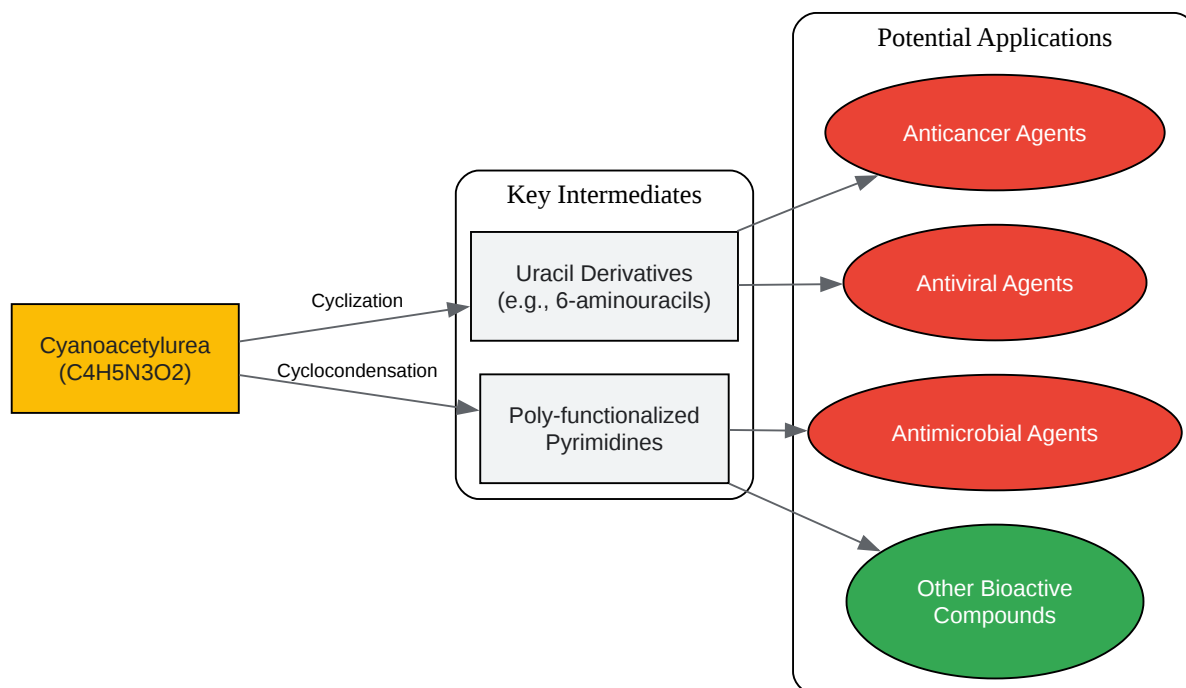 Cyanoacetylurea
(C4H5N3O2)
Cyclization
Cyclocondensation
Key Intermediates
Uracil Derivatives
(e.g., 6-aminouracils)
Poly-functionalized
Pyrimidines
Potential Applications
Anticancer Agents
Antiviral Agents
Antimicrobial Agents
Other Bioactive
Compounds